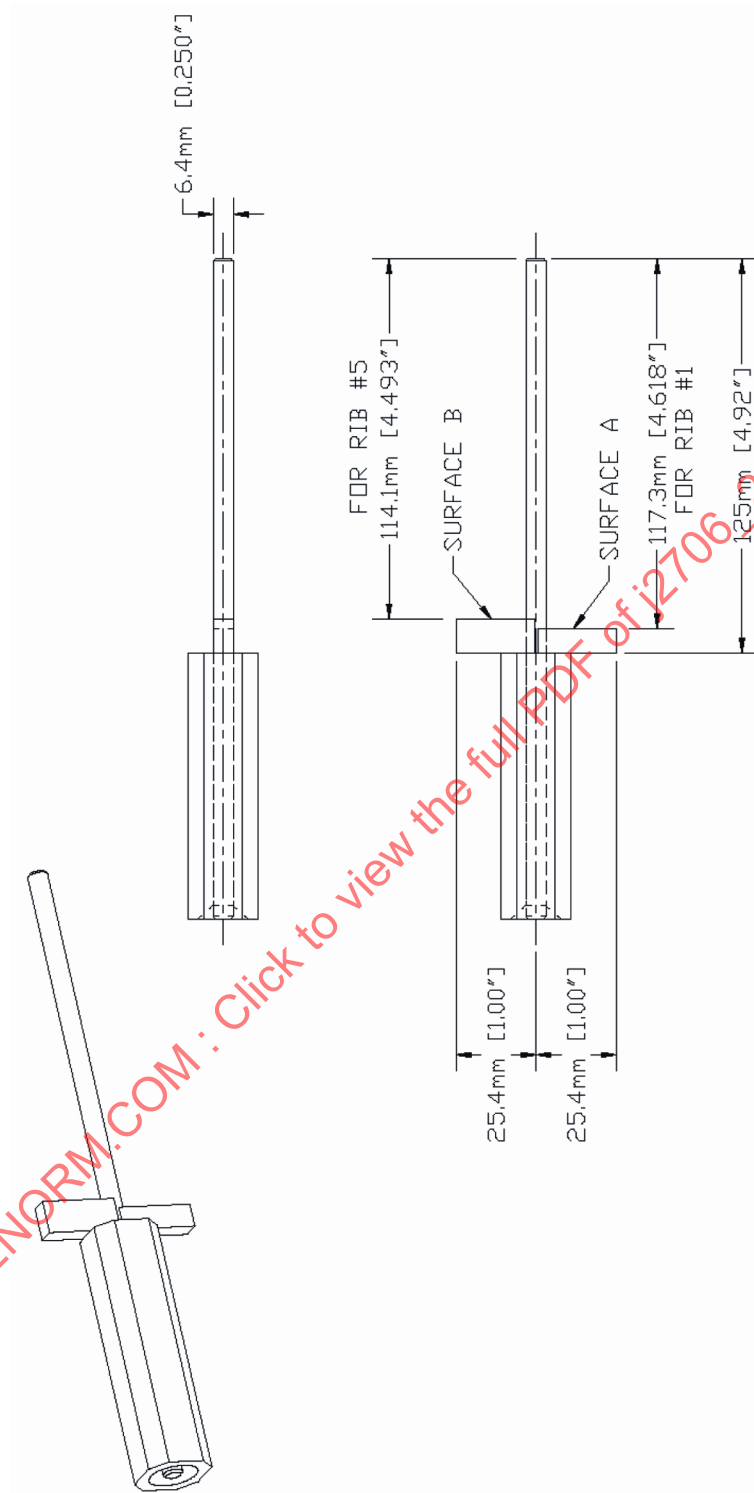 6.4mm [0.250"]
FOR RIB #5
114.1mm [4.493"]
SURFACE B
SURFACE A
117.3mm [4.618"]
FOR RIB #1
125mm [4.92"]
25.4mm [1.00"]
25.4mm [1.00"]
NORM.COM : Click to view the full PDF of j2706_